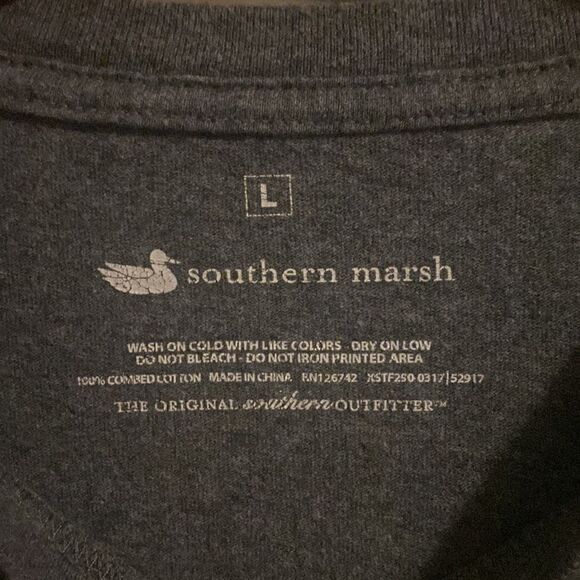 L
southern marsh
WASH ON COLD WITH LIKE COLORS - DRY ON LOW
DO NOT BLEACH - DO NOT IRON PRINTED AREA
100% COMBED COTTON MADE IN CHINA RN126742 XSTF250-0317|52917
THE ORIGINAL southern OUTFITTER™